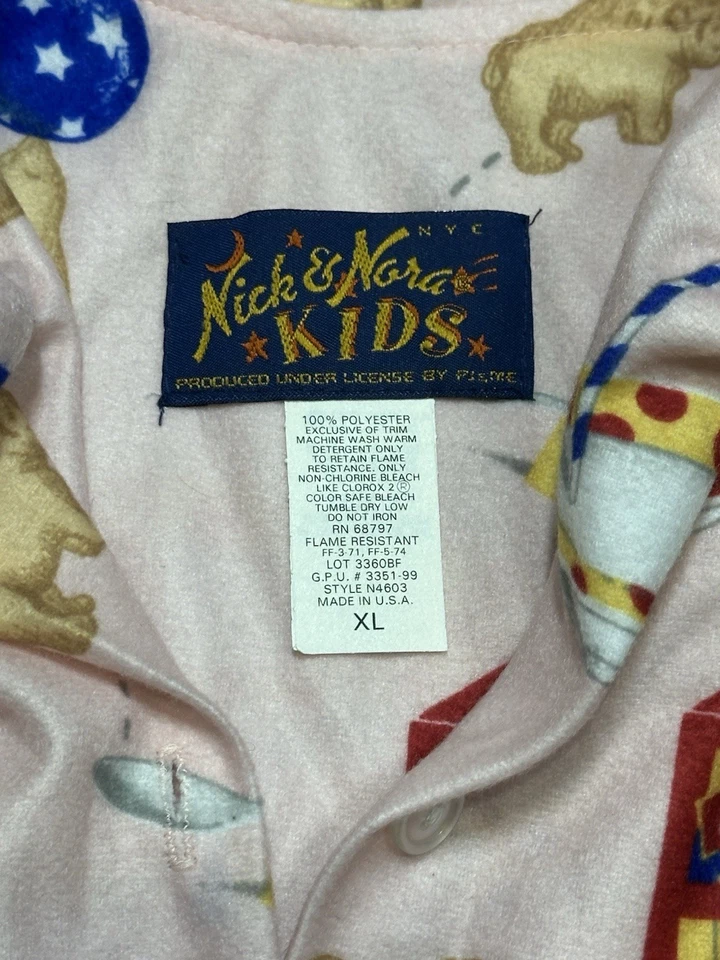 NYC
Nick & Nora
KIDS
PRODUCED UNDER LICENSE BY
100% POLYESTER
EXCLUSIVE OF TRIM
MACHINE WASH WARM
DETERGENT ONLY
TO RETAIN FLAME
RESISTANCE. ONLY
NON-CHLORINE BLEACH
LIKE CLOROX 2®
COLOR SAFE BLEACH
TUMBLE DRY LOW
DO NOT IRON
RN 68797
FLAME RESISTANT
FF-3-71, FF-5-74
LOT 3360BF
G.P.U. # 3351-99
STYLE N4603
MADE IN U.S.A.
XL